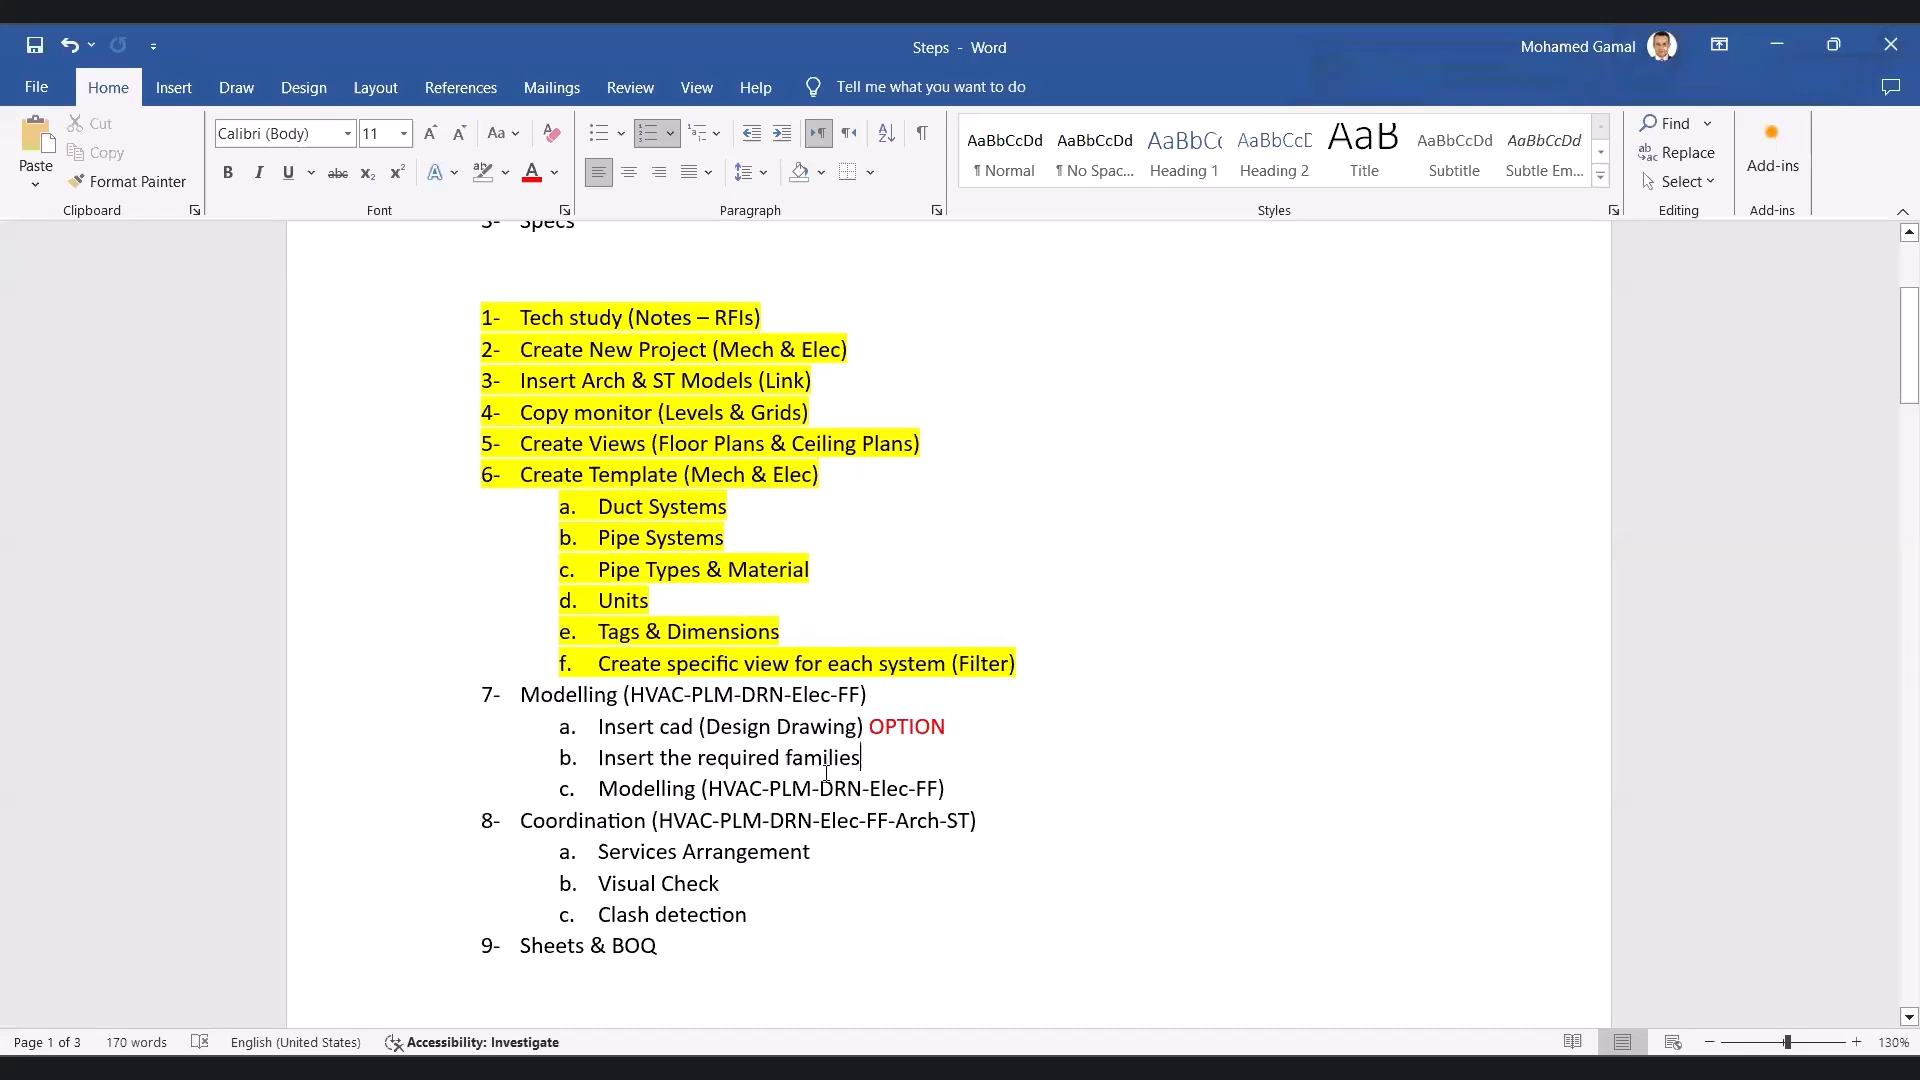 Steps - Word
Mohamed Gamal
File Home Insert Draw Design Layout References Mailings Review View Help Tell me what you want to do
Paste
Cut
Copy
Format Painter
Clipboard
Calibri (Body) 11 Aa
B I U abc x₂ x² A A
Font
Paragraph
AaBbCcDd AaBbCcDd AaBbCc AaBbCcD AaB AaBbCcDd AaBbCcDd
¶ Normal ¶ No Spac... Heading 1 Heading 2 Title Subtitle Subtle Em...
Styles
Find
Replace
Select
Editing
Add-ins
Add-ins
3- Specs
1- Tech study (Notes – RFIs)
2- Create New Project (Mech & Elec)
3- Insert Arch & ST Models (Link)
4- Copy monitor (Levels & Grids)
5- Create Views (Floor Plans & Ceiling Plans)
6- Create Template (Mech & Elec)
a. Duct Systems
b. Pipe Systems
c. Pipe Types & Material
d. Units
e. Tags & Dimensions
f. Create specific view for each system (Filter)
7- Modelling (HVAC-PLM-DRN-Elec-FF)
a. Insert cad (Design Drawing) OPTION
b. Insert the required families
c. Modelling (HVAC-PLM-DRN-Elec-FF)
8- Coordination (HVAC-PLM-DRN-Elec-FF-Arch-ST)
a. Services Arrangement
b. Visual Check
c. Clash detection
9- Sheets & BOQ
Page 1 of 3 170 words English (United States) Accessibility: Investigate 130%